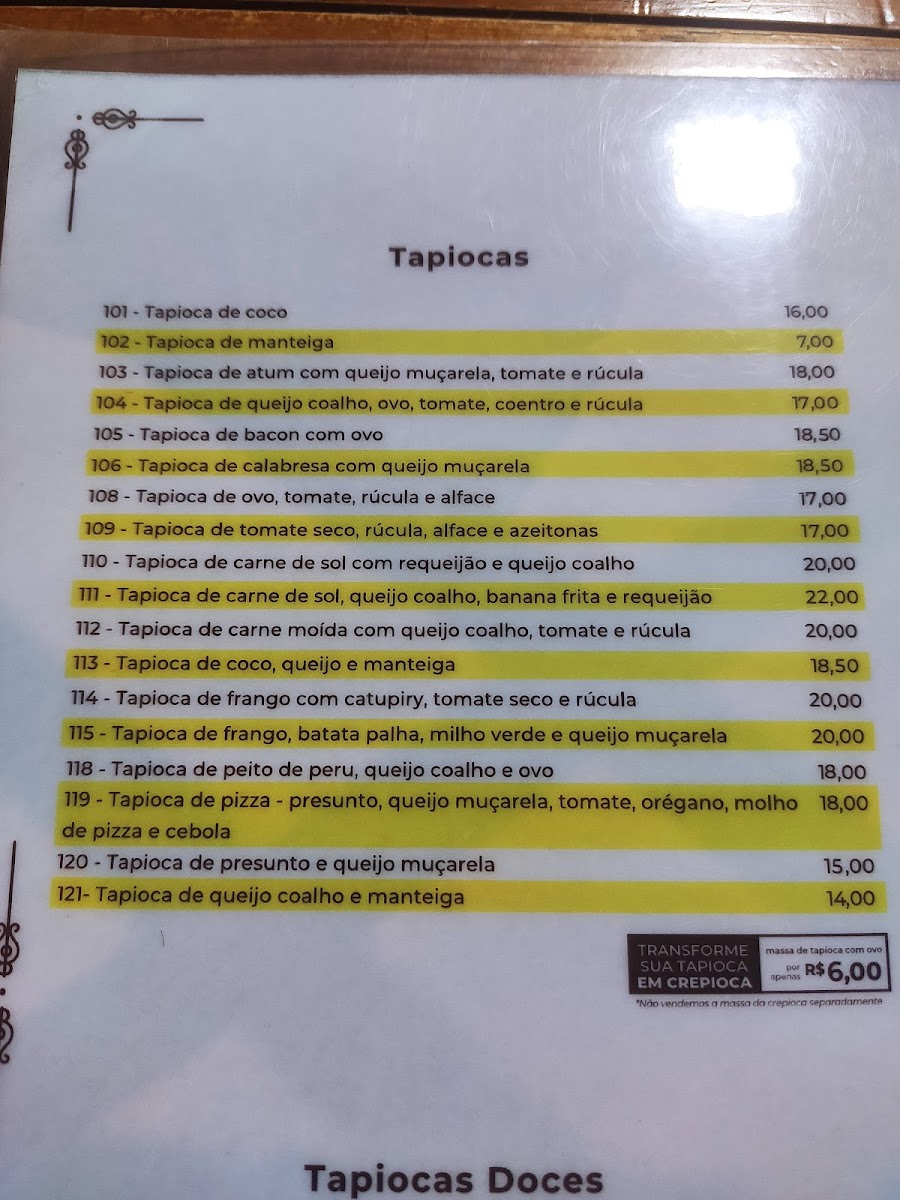 Tapiocas
101 - Tapioca de coco 16,00
102 - Tapioca de manteiga 7,00
103 - Tapioca de atum com queijo muçarela, tomate e rúcula 18,00
104 - Tapioca de queijo coalho, ovo, tomate, coentro e rúcula 17,00
105 - Tapioca de bacon com ovo 18,50
106 - Tapioca de calabresa com queijo muçarela 18,50
108 - Tapioca de ovo, tomate, rúcula e alface 17,00
109 - Tapioca de tomate seco, rúcula, alface e azeitonas 17,00
110 - Tapioca de carne de sol com requeijão e queijo coalho 20,00
111 - Tapioca de carne de sol, queijo coalho, banana frita e requeijão 22,00
112 - Tapioca de carne moída com queijo coalho, tomate e rúcula 20,00
113 - Tapioca de coco, queijo e manteiga 18,50
114 - Tapioca de frango com catupiry, tomate seco e rúcula 20,00
115 - Tapioca de frango, batata palha, milho verde e queijo muçarela 20,00
118 - Tapioca de peito de peru, queijo coalho e ovo 18,00
119 - Tapioca de pizza - presunto, queijo muçarela, tomate, orégano, molho 18,00
de pizza e cebola
120 - Tapioca de presunto e queijo muçarela 15,00
121- Tapioca de queijo coalho e manteiga 14,00
TRANSFORME
SUA TAPIOCA
EM CREPIOCA
massa de tapioca com ovo
por apenas R$6,00
*Não vendemos a massa da crepioca separadamente
Tapiocas Doces